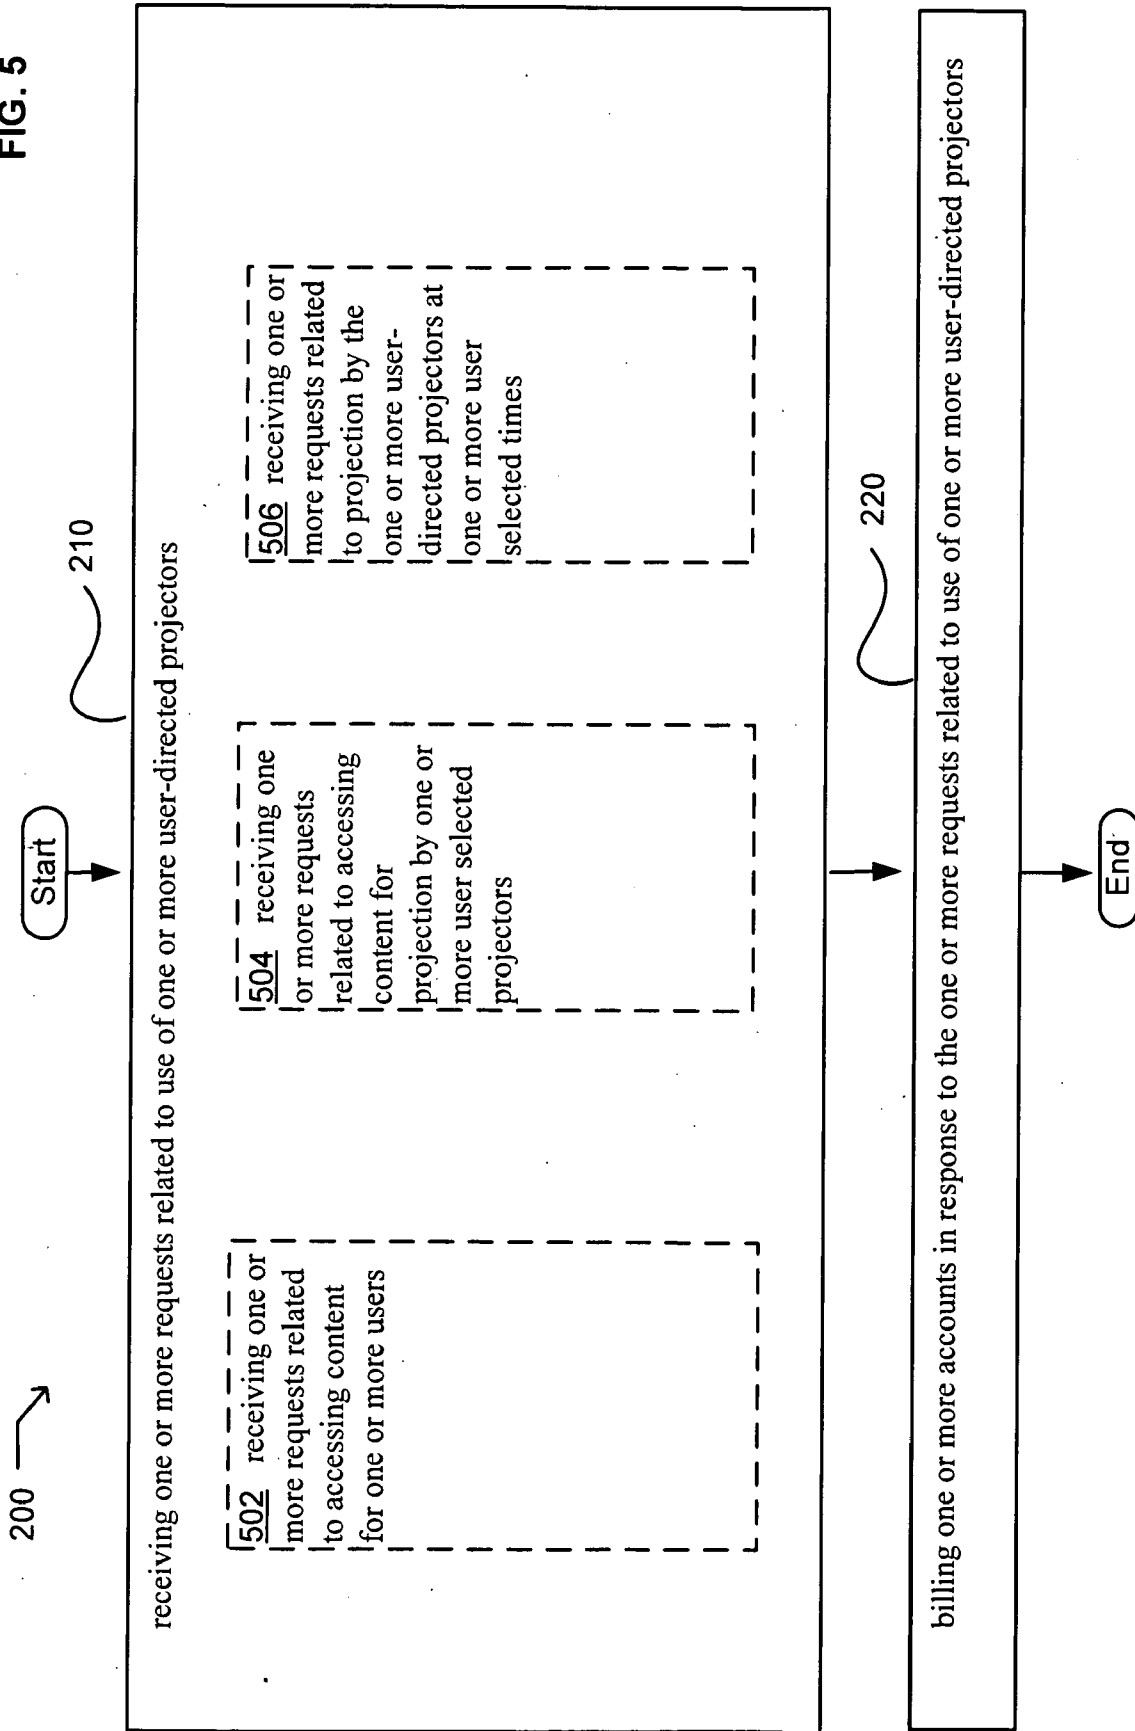 FIG. 5
200
Start
210
receiving one or more requests related to use of one or more user-directed projectors
502 receiving one or
more requests related
to accessing content
for one or more users
504 receiving one
or more requests
related to accessing
content for
projection by one or
more user selected
projectors
506 receiving one or
more requests related
to projection by the
one or more user-
directed projectors at
one or more user
selected times
220
billing one or more accounts in response to the one or more requests related to use of one or more user-directed projectors
End